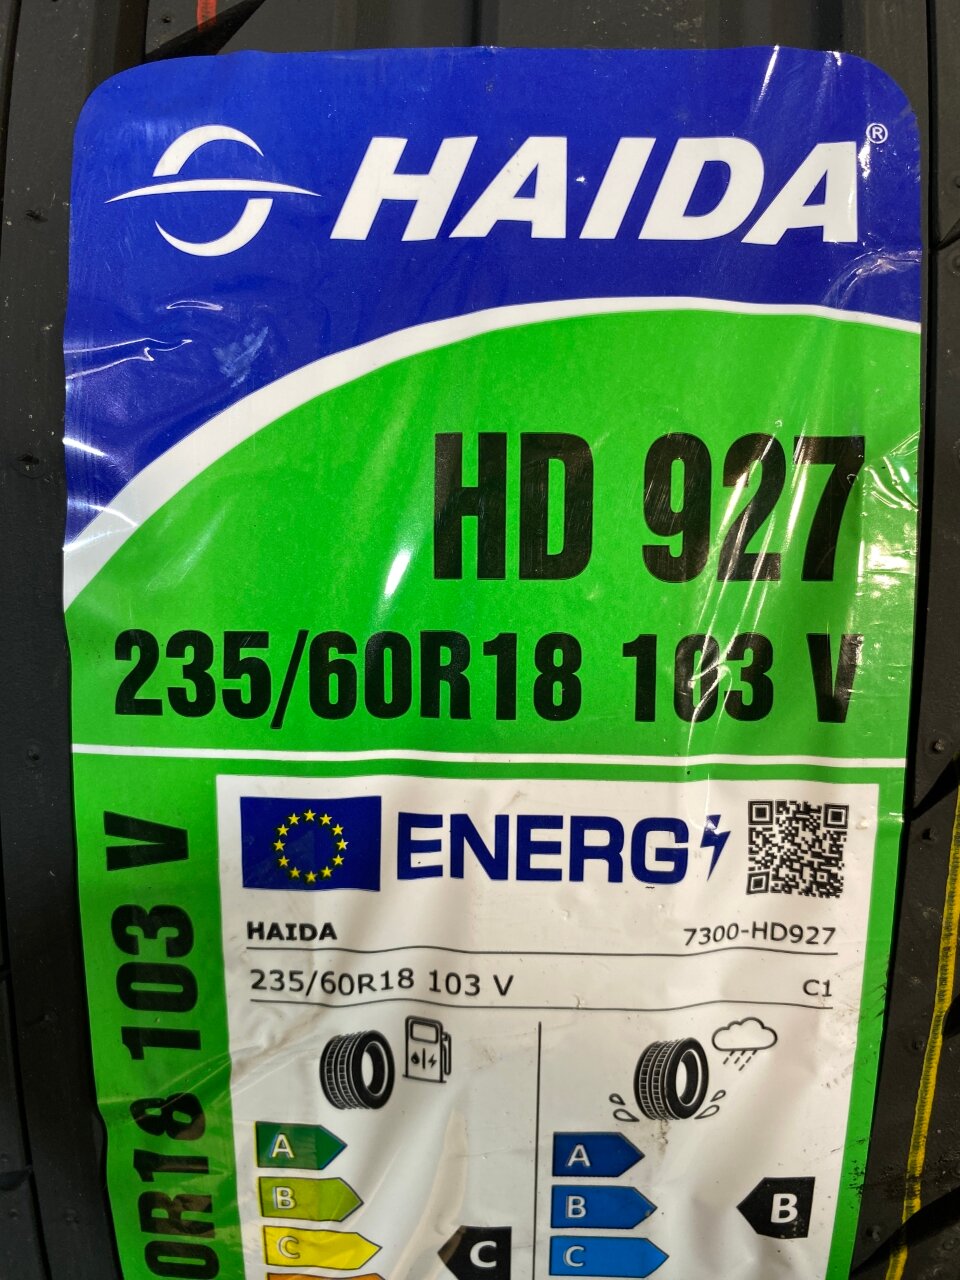 HAIDA®
HD 927
235/60R18 103 V
0R18 103 V
ENERG
HAIDA 7300-HD927
235/60R18 103 V C1
A A
B B B
C C C